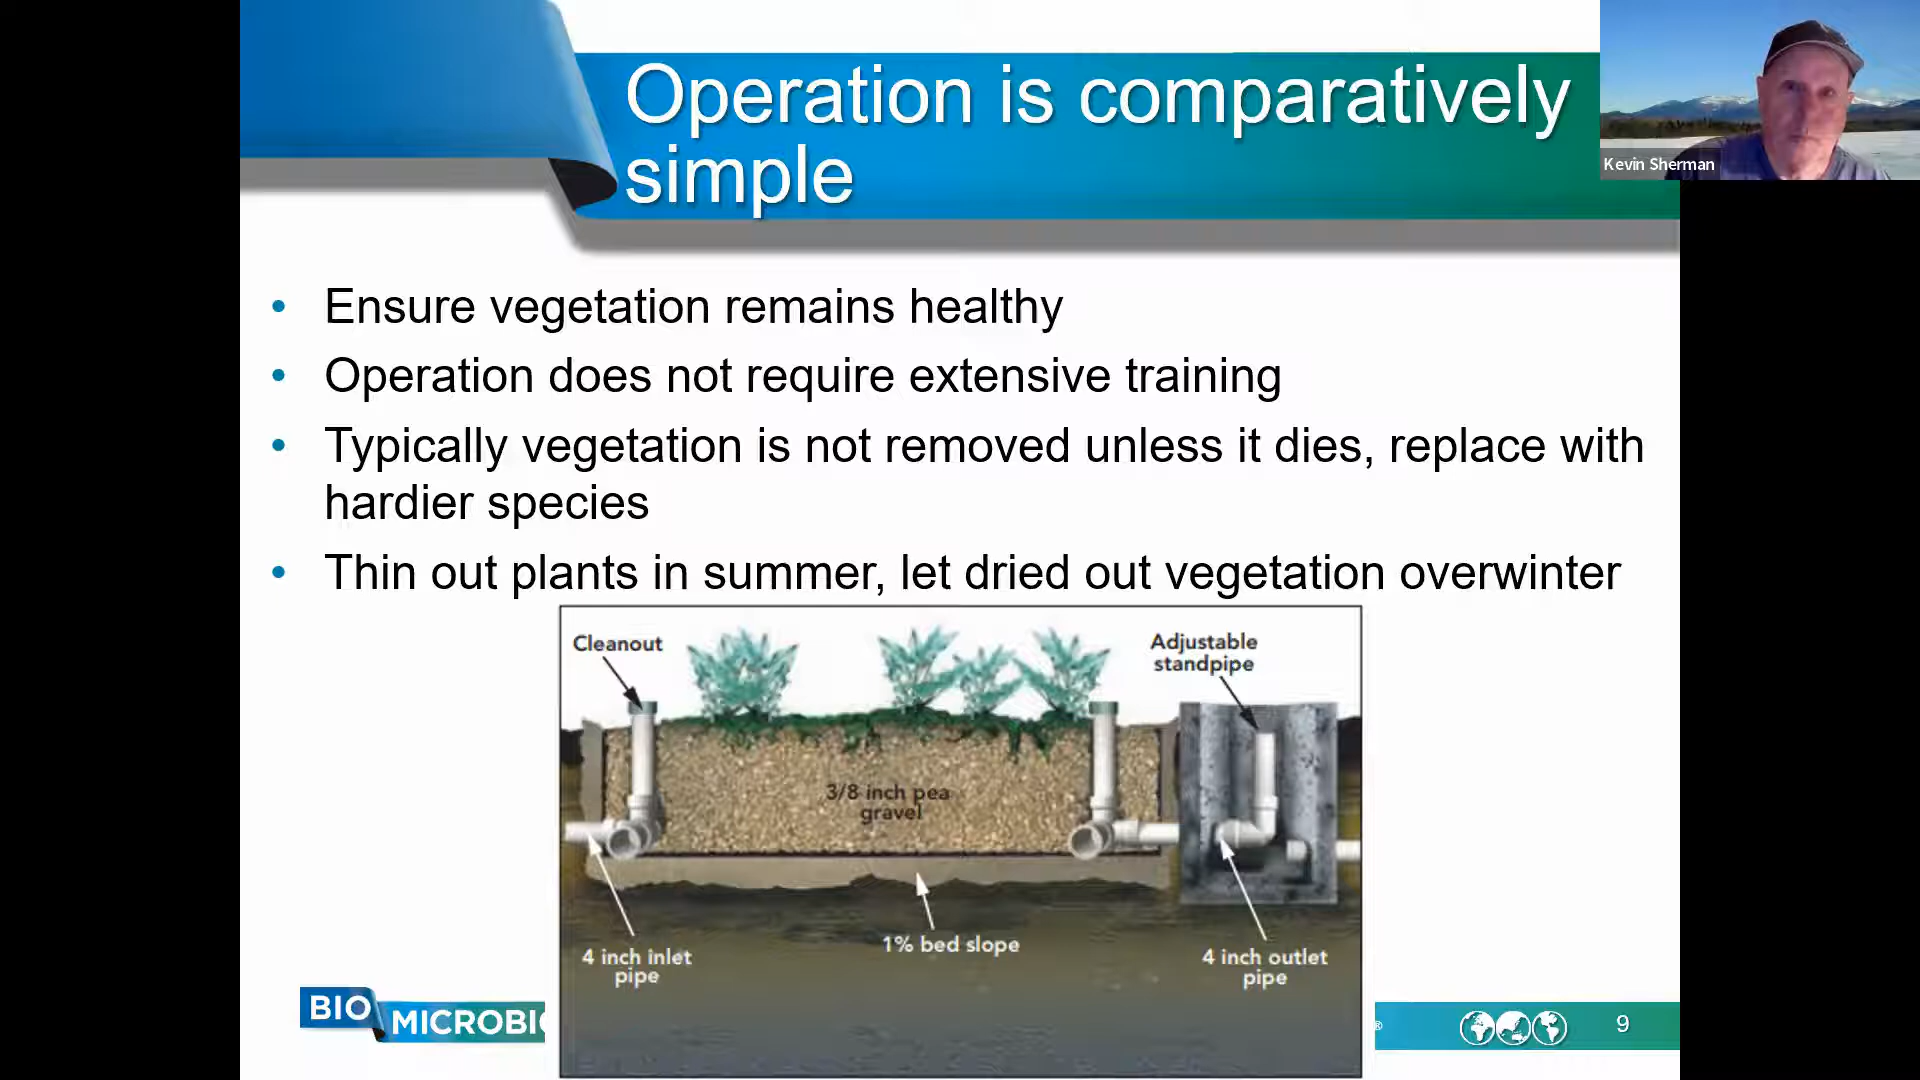 Operation is comparatively
simple
Kevin Sherman
• Ensure vegetation remains healthy
• Operation does not require extensive training
• Typically vegetation is not removed unless it dies, replace with
hardier species
• Thin out plants in summer, let dried out vegetation overwinter
Cleanout
Adjustable
standpipe
3/8 inch pea
gravel
1% bed slope
4 inch inlet
pipe
4 inch outlet
pipe
BIO
MICROBI
®
9